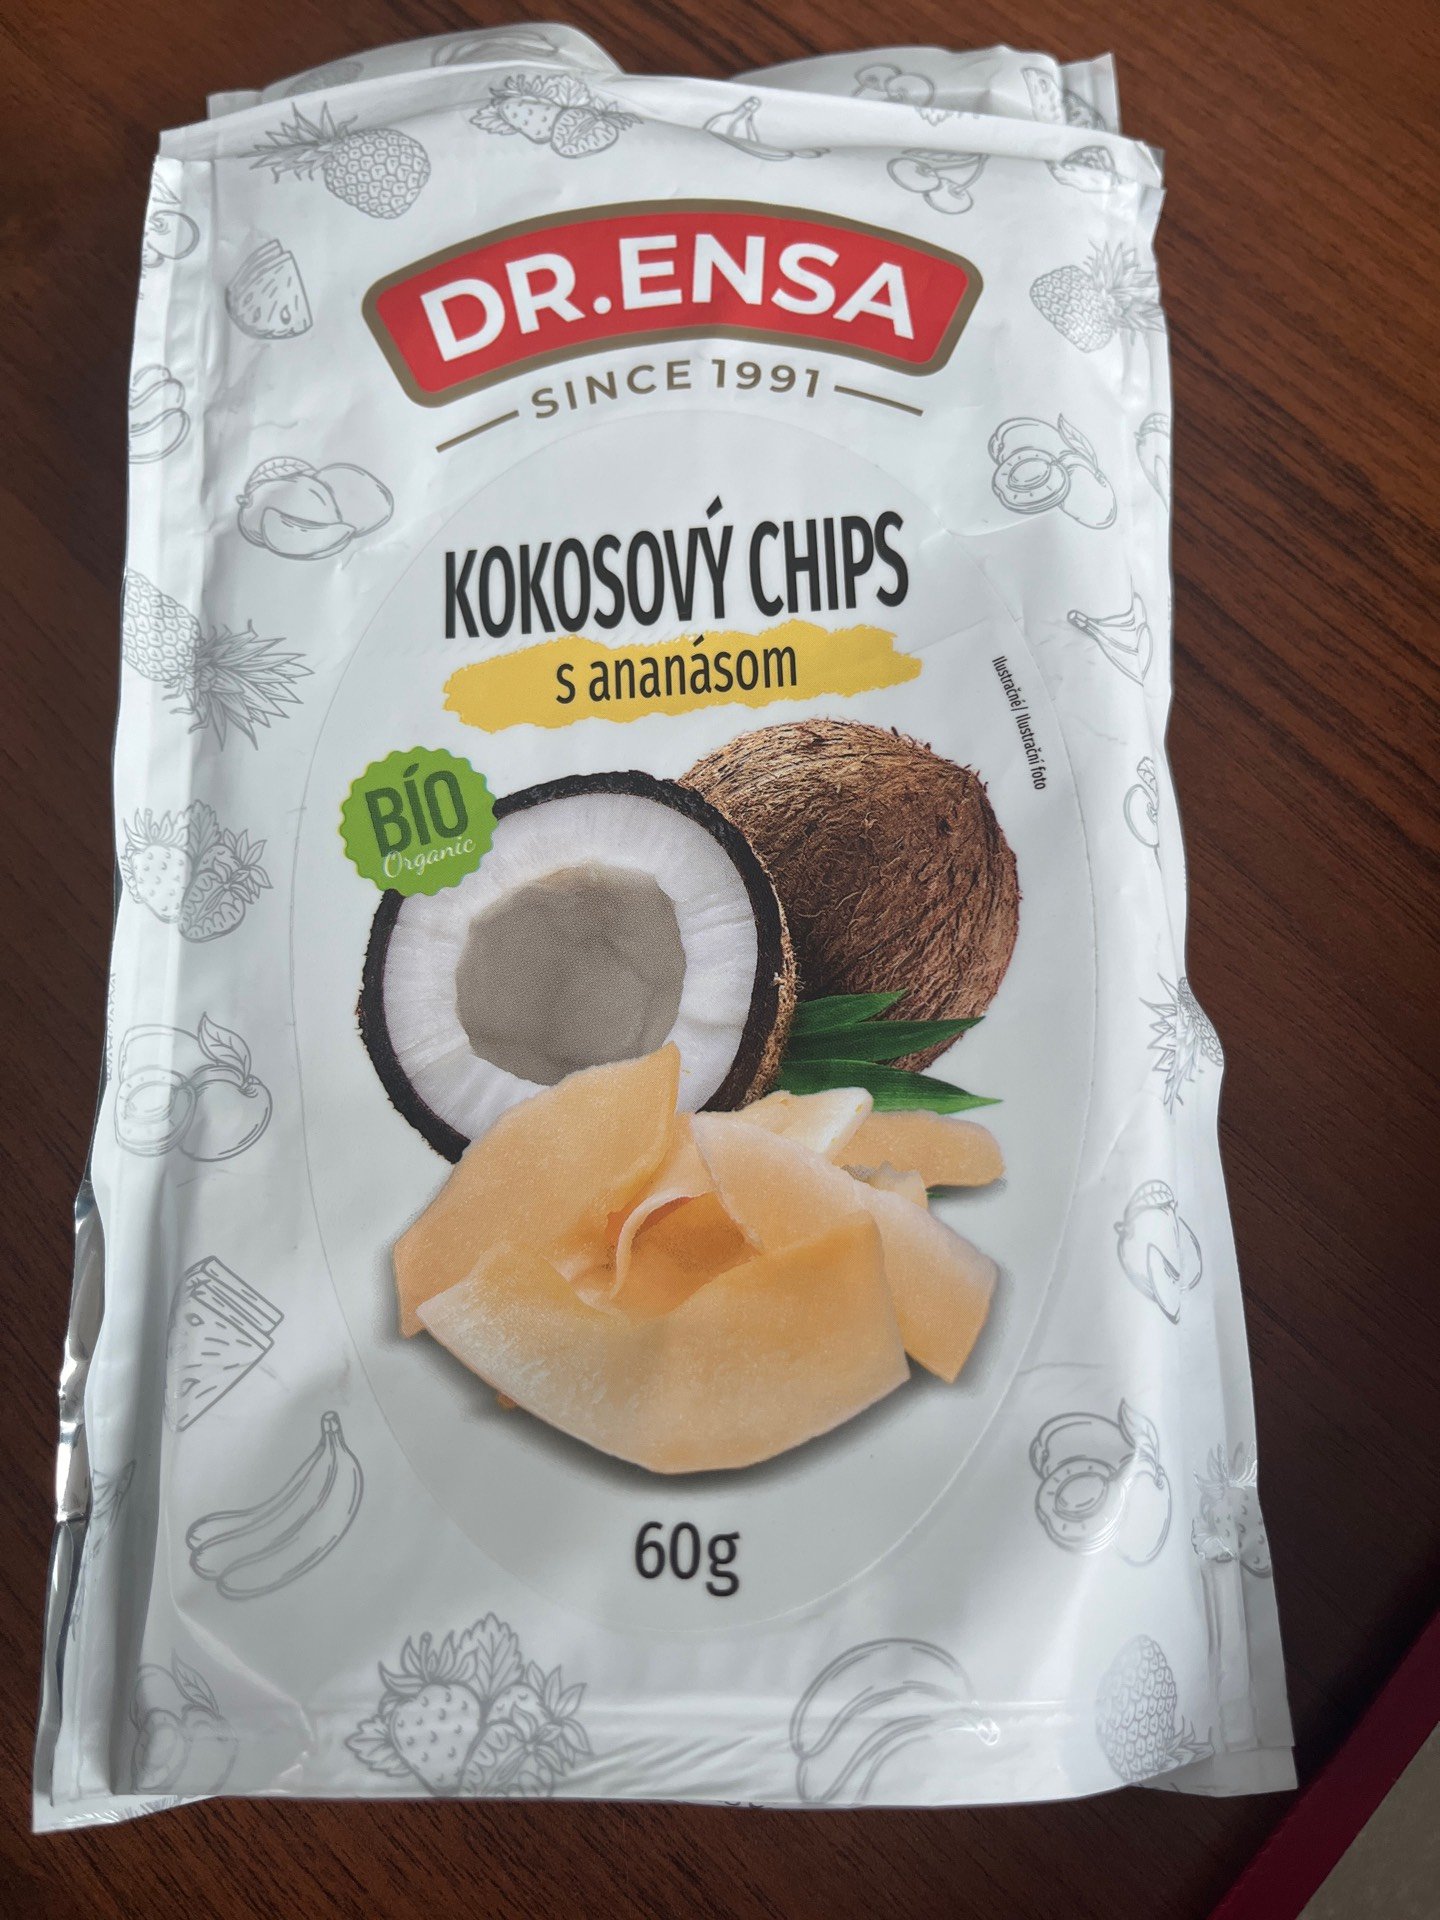 DR.ENSA
SINCE 1991
KOKOSOVÝ CHIPS
s ananásom
Ilustračné/ Ilustrační foto
BÍO
Organic
60g